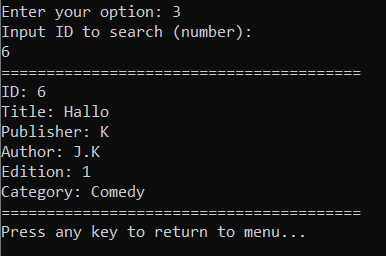 Enter your option: 3
Input ID to search (number):
6
========================================
ID: 6
Title: Hallo
Publisher: K
Author: J.K
Edition: 1
Category: Comedy
========================================
Press any key to return to menu...